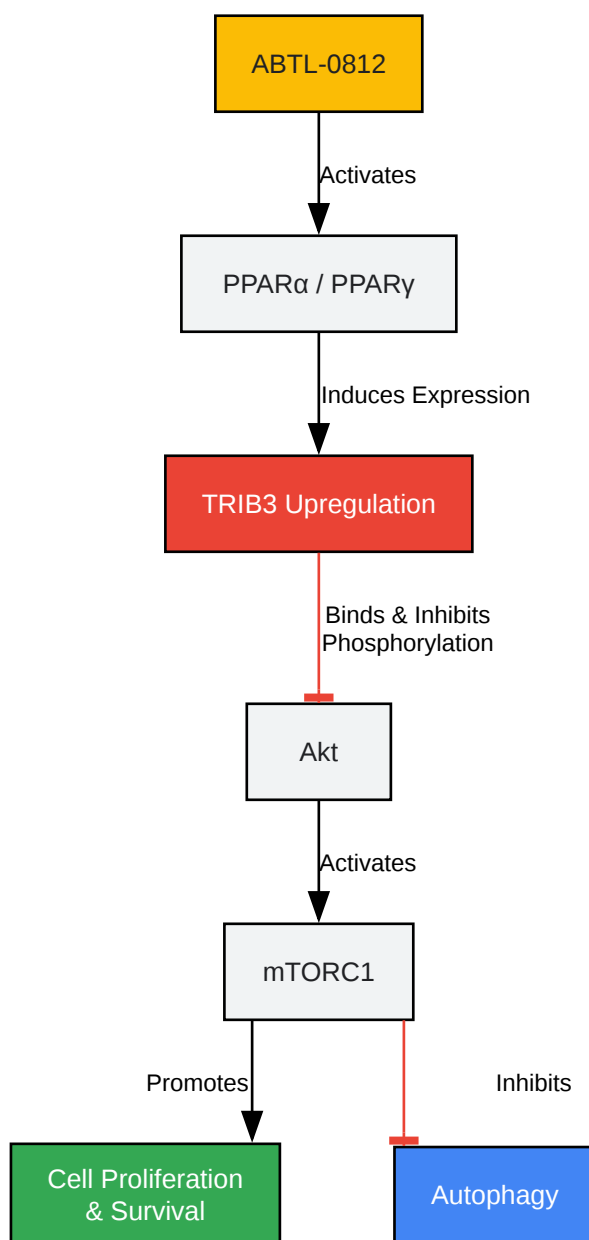 ABTL-0812
Activates
PPARα / PPARγ
Induces Expression
TRIB3 Upregulation
Binds & Inhibits
Phosphorylation
Akt
Activates
mTORC1
Promotes
Inhibits
Cell Proliferation
& Survival
Autophagy